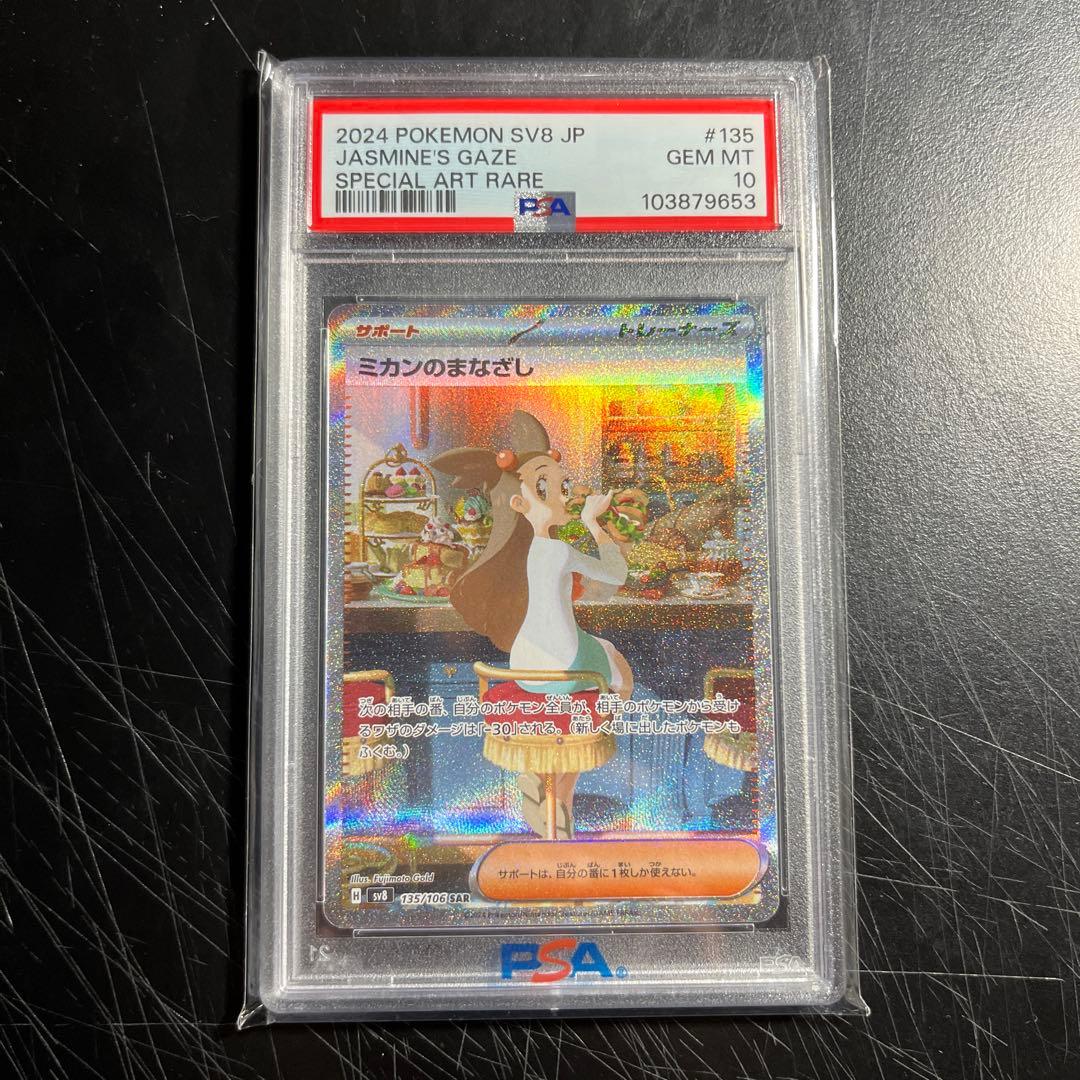 2024 POKEMON SV8 JP #135
JASMINE'S GAZE GEM MT
SPECIAL ART RARE 10
PSA 103879653
サポート トレーナーズ
ミカンのまなざし
次の相手の番、自分のポケモン全員が、相手のポケモンから受け
るワザのダメージは「-30」される。(新しく場に出したポケモンも
ふくむ。)
サポートは、自分の番に1枚しか使えない。
Illus. Fujimoto Gold
H sv8 135/106 SAR
PSA